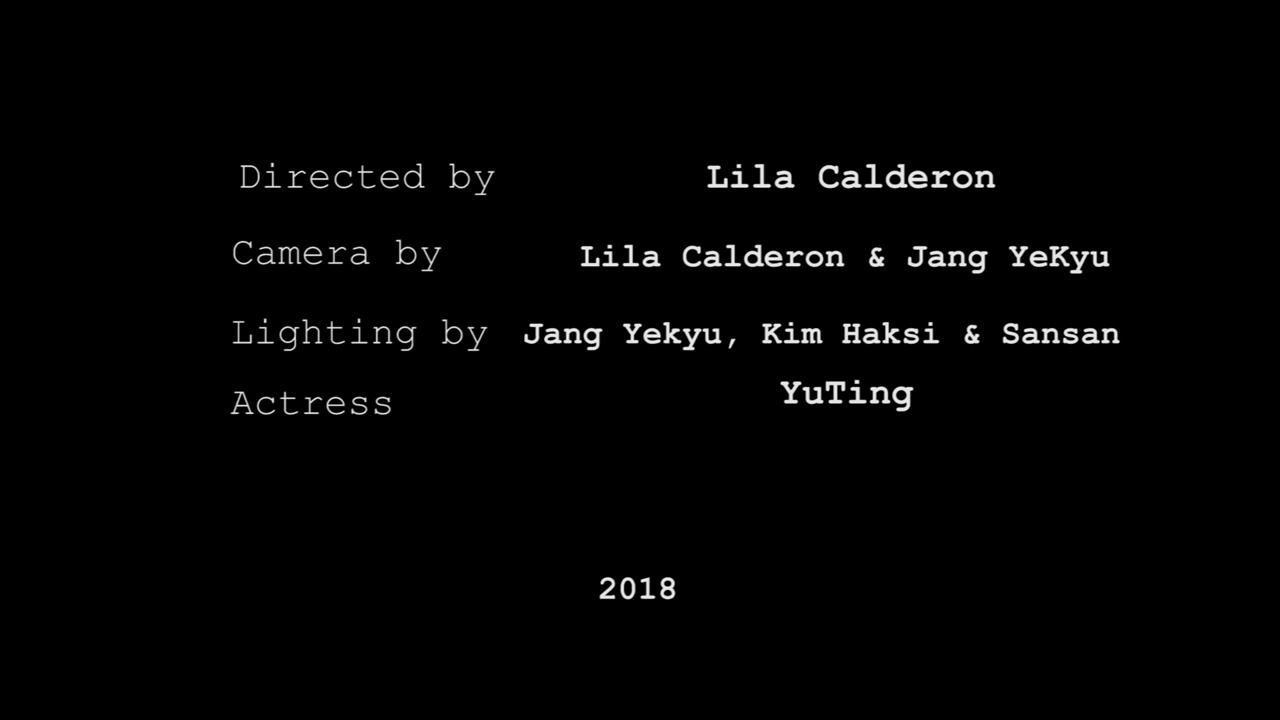 Directed by Lila Calderon
Camera by Lila Calderon & Jang YeKyu
Lighting by Jang Yekyu, Kim Haksi & Sansan
Actress YuTing
2018